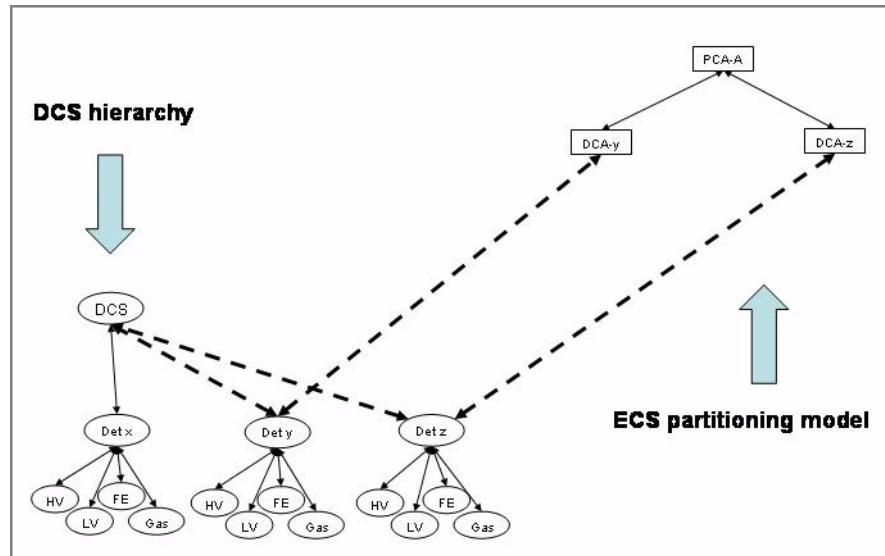 PCA-A
DCS hierarchy
DCA-y
DCA-z
DCS
ECS partitioning model
Det x
Det y
Det z
HV
LV
FE
Gas
HV
LV
FE
Gas
HV
LV
FE
Gas